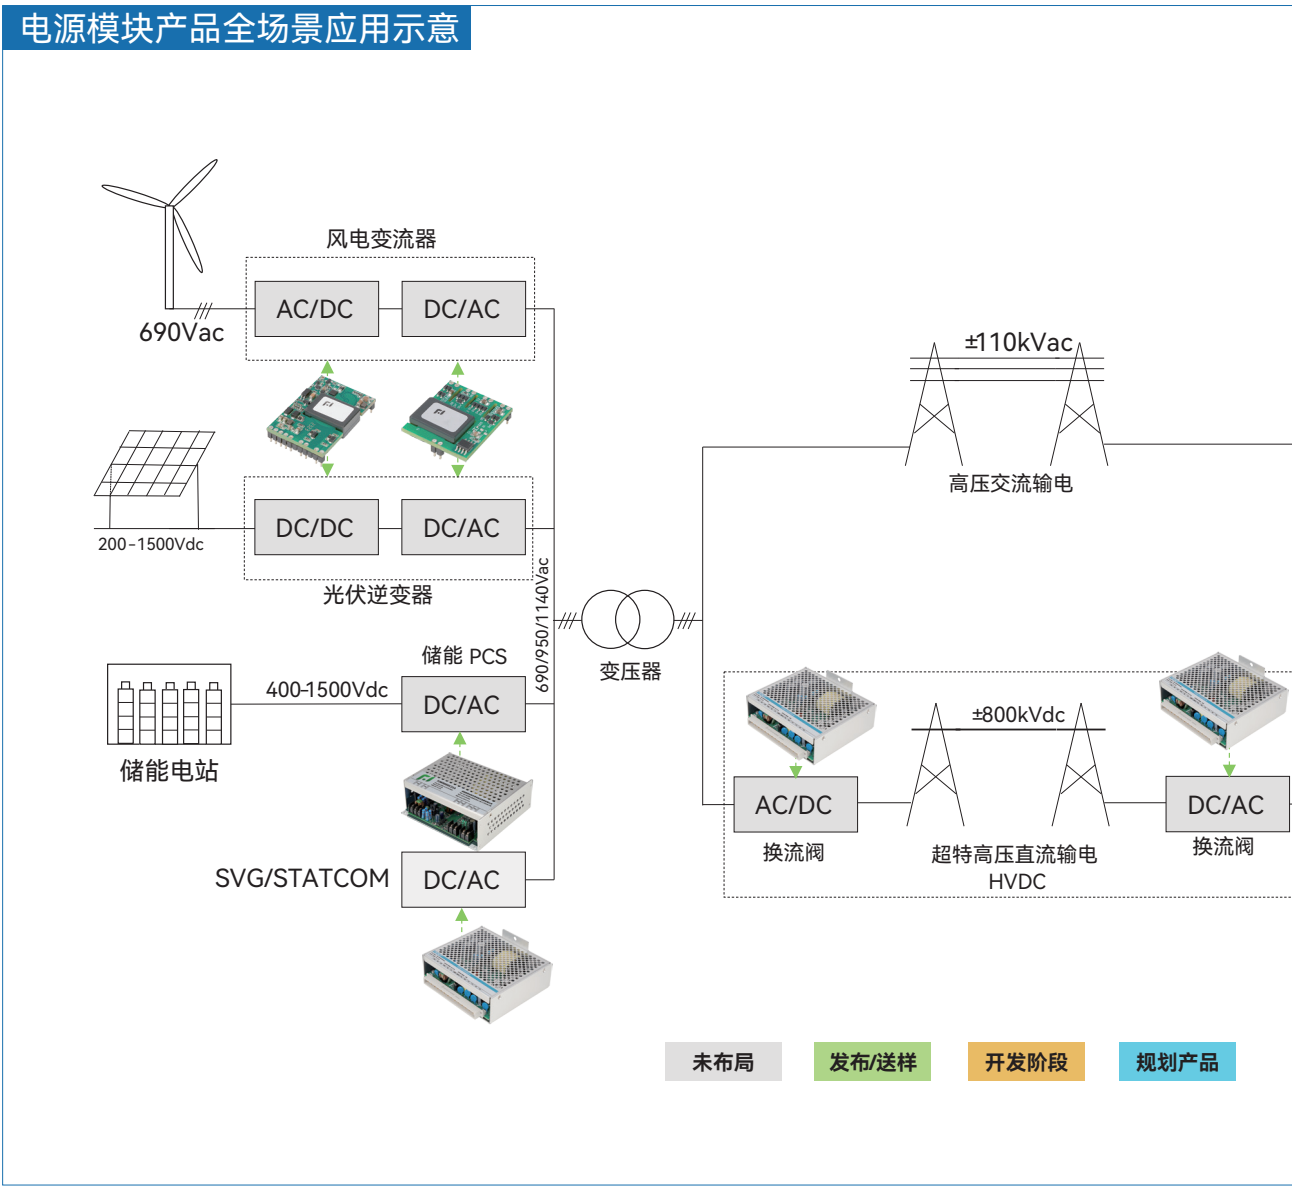 电源模块产品全场景应用示意
风电变流器
AC/DC
DC/AC
690Vac
±110kVac
高压交流输电
DC/DC
DC/AC
200-1500Vdc
光伏逆变器
690/950/1140Vac
变压器
储能 PCS
400-1500Vdc
DC/AC
储能电站
±800kVdc
AC/DC
DC/AC
换流阀
换流阀
超特高压直流输电
HVDC
SVG/STATCOM
DC/AC
未布局
发布/送样
开发阶段
规划产品